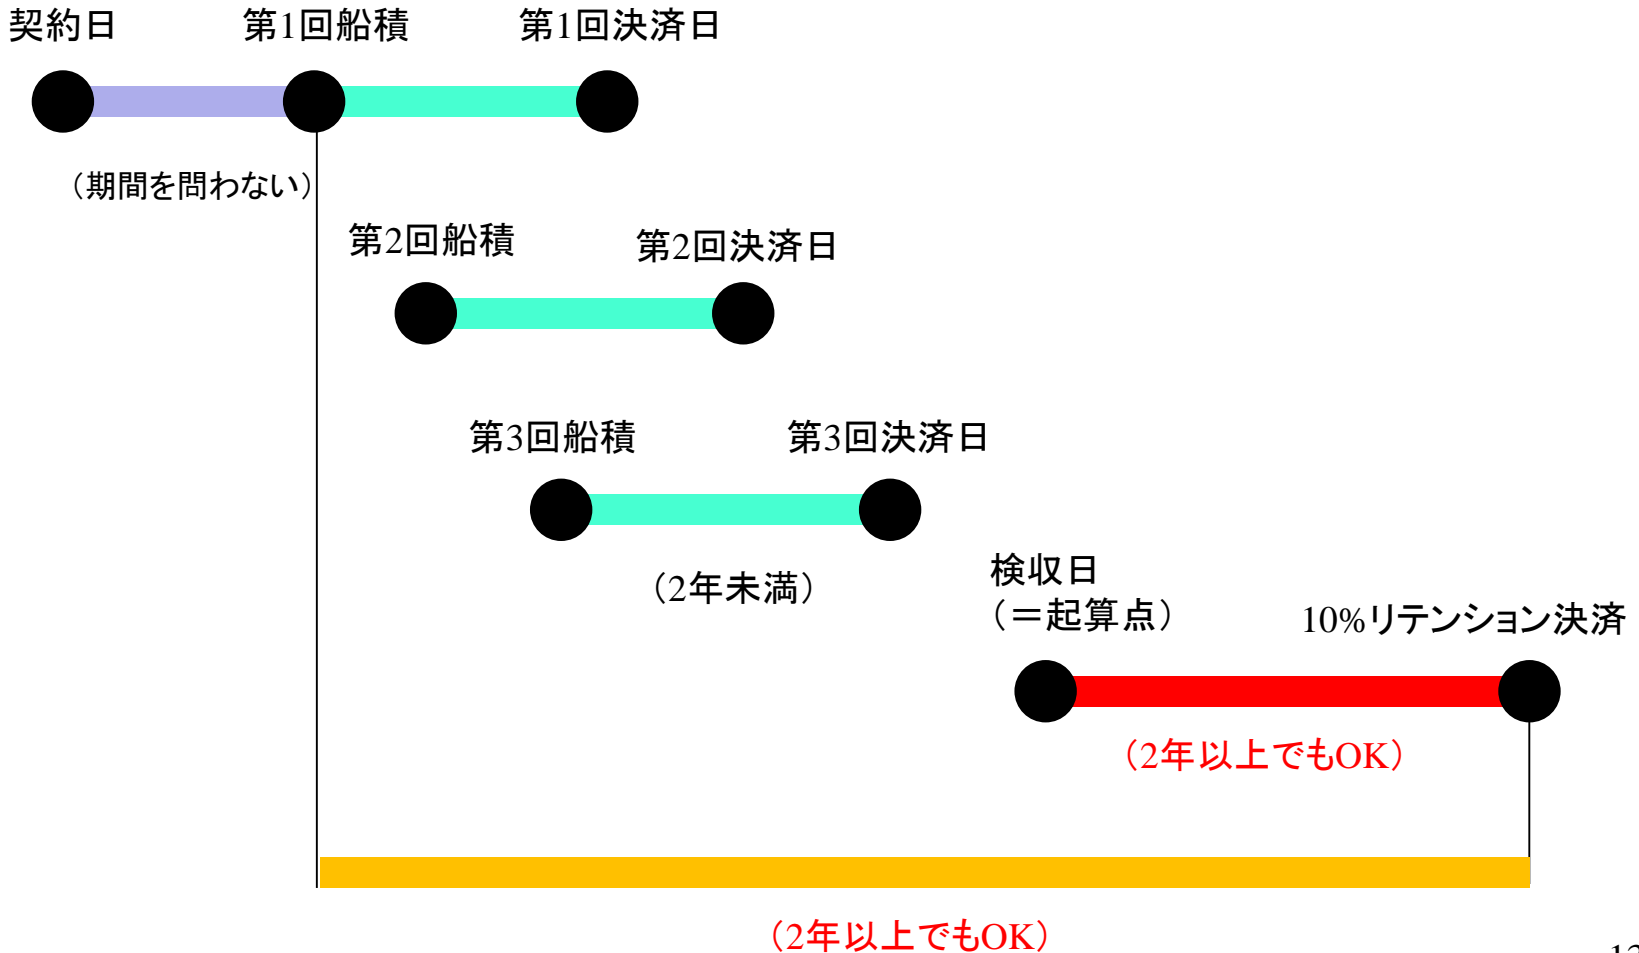 契約日
第1回船積
第1回決済日
（期間を問わない）
第2回船積
第2回決済日
第3回船積
第3回決済日
（2年未満）
検収日
（＝起算点）
10%リテンション決済
（2年以上でもOK）
（2年以上でもOK）